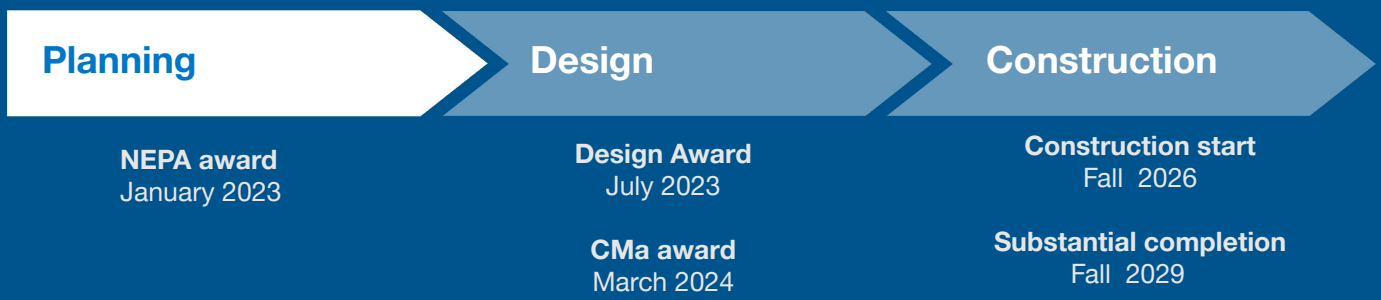 Planning
Design
Construction
NEPA award
January 2023
Design Award
July 2023
CMa award
March 2024
Construction start
Fall 2026
Substantial completion
Fall 2029